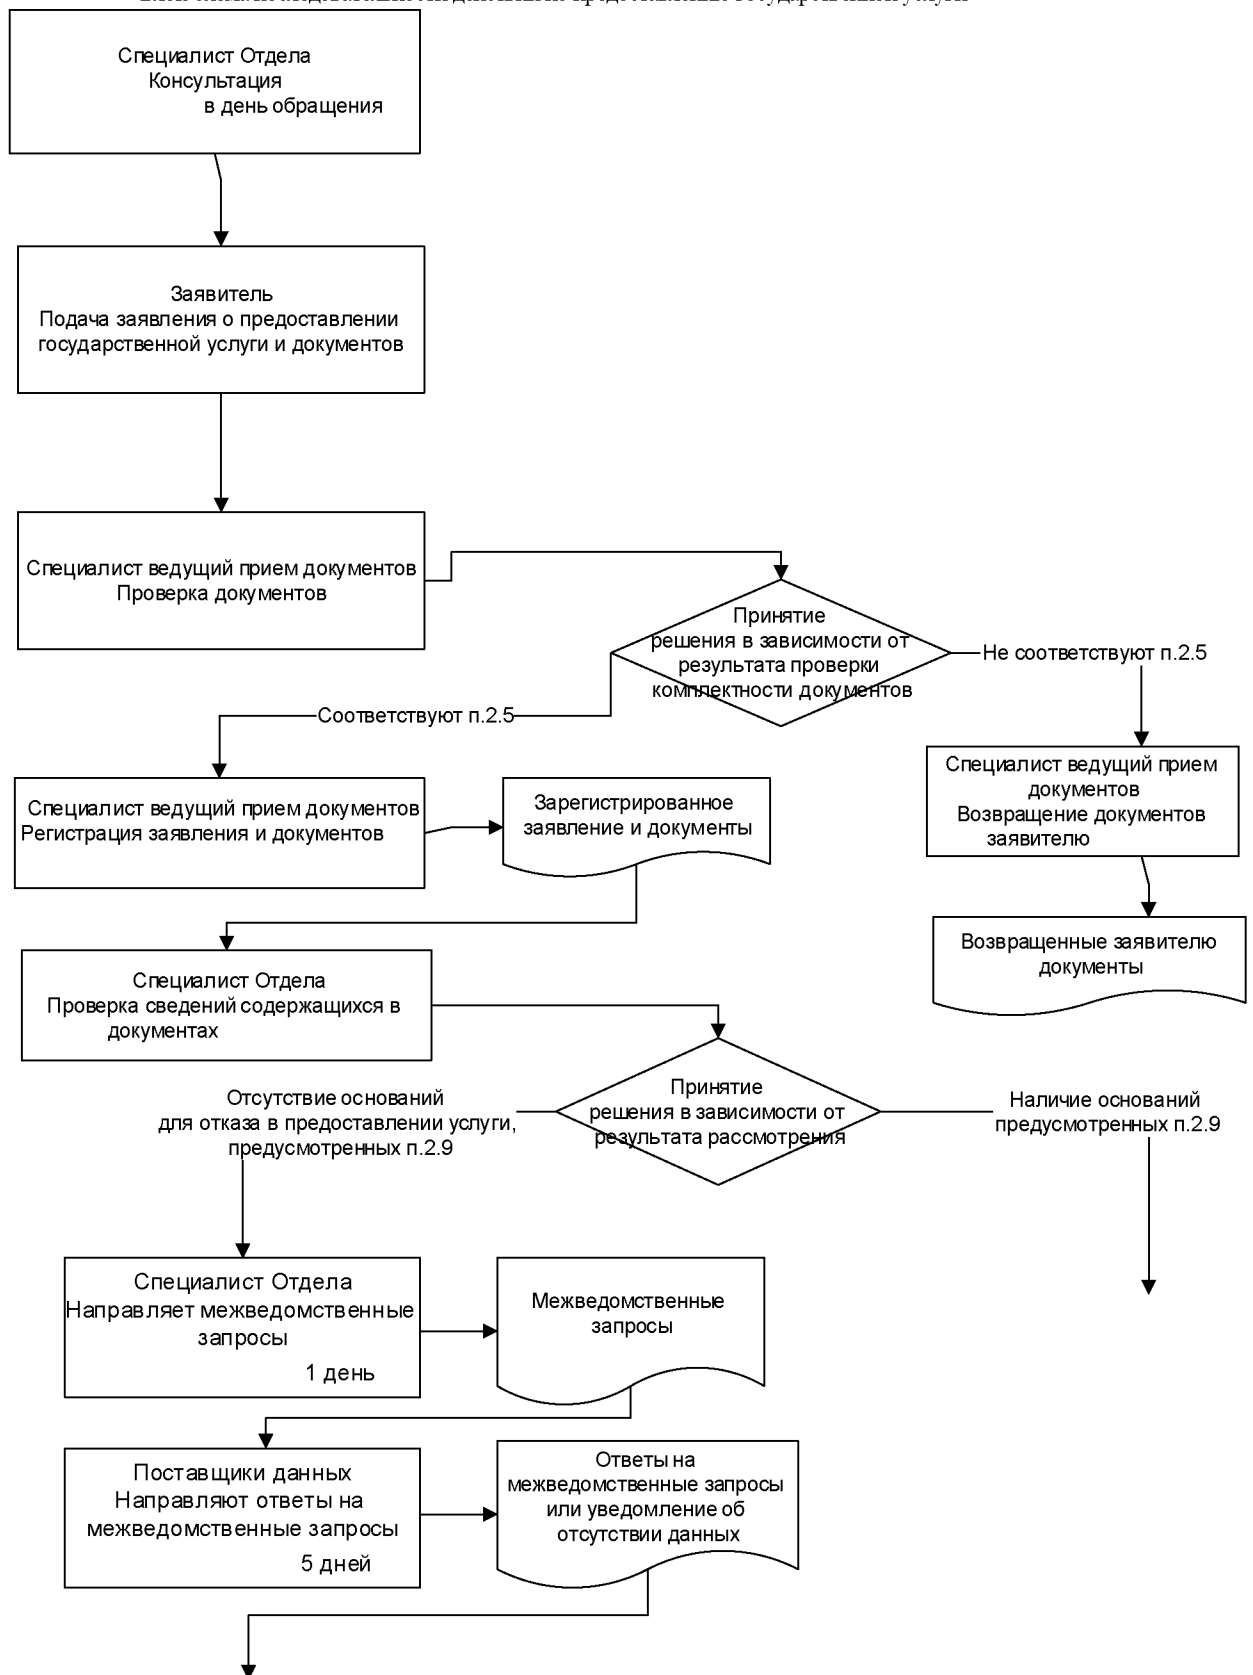 Специалист Отдела
Консультация
в день обращения
Заявитель
Подача заявления о предоставлении
государственной услуги и документов
Специалист ведущий прием документов
Проверка документов
Принятие
решения в зависимости от
результата проверки
комплектности документов
Не соответствуют п.2.5
Соответствуют п.2.5
Специалист ведущий прием
документов
Возвращение документов
заявителю
Специалист ведущий прием документов
Регистрация заявления и документов
Зарегистрированное
заявление и документы
Возвращенные заявителю
документы
Специалист Отдела
Проверка сведений содержащихся в
документах
Принятие
решения в зависимости от
результата рассмотрения
Отсутствие оснований
для отказа в предоставлении услуги,
предусмотренных п.2.9
Наличие оснований
предусмотренных п.2.9
Специалист Отдела
Направляет межведомственные
запросы
1 день
Межведомственные
запросы
Поставщики данных
Направляют ответы на
межведомственные запросы
5 дней
Ответы на
межведомственные запросы
или уведомление об
отсутствии данных